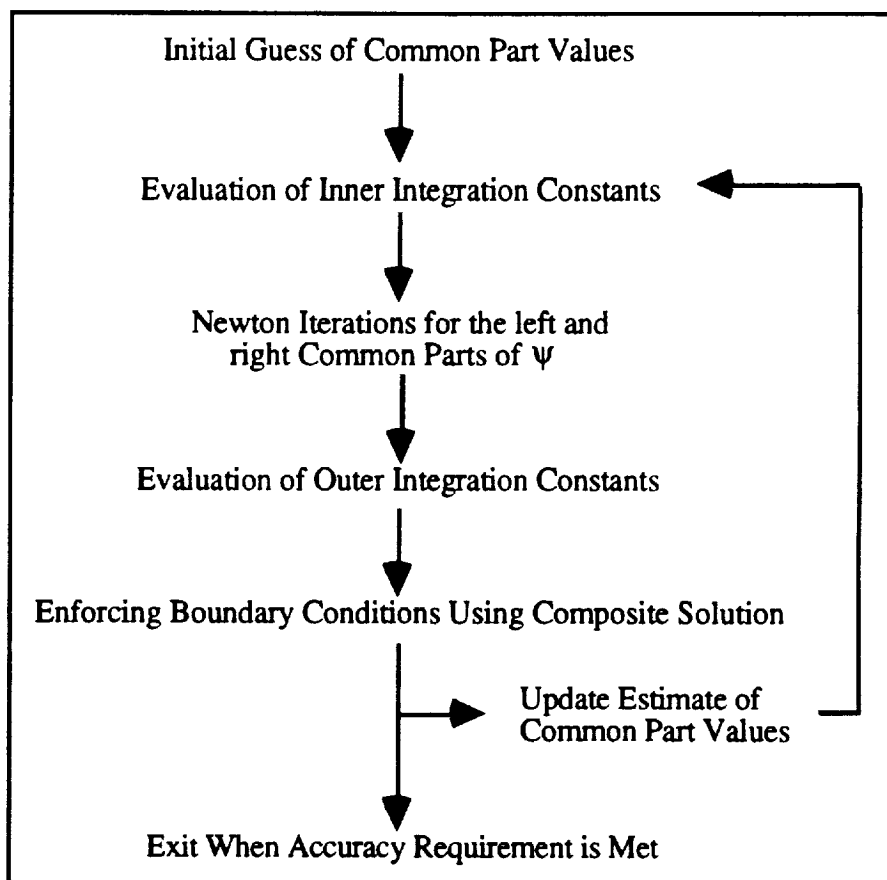 Initial Guess of Common Part Values
Evaluation of Inner Integration Constants
Newton Iterations for the left and
right Common Parts of ψ
Evaluation of Outer Integration Constants
Enforcing Boundary Conditions Using Composite Solution
Update Estimate of
Common Part Values
Exit When Accuracy Requirement is Met